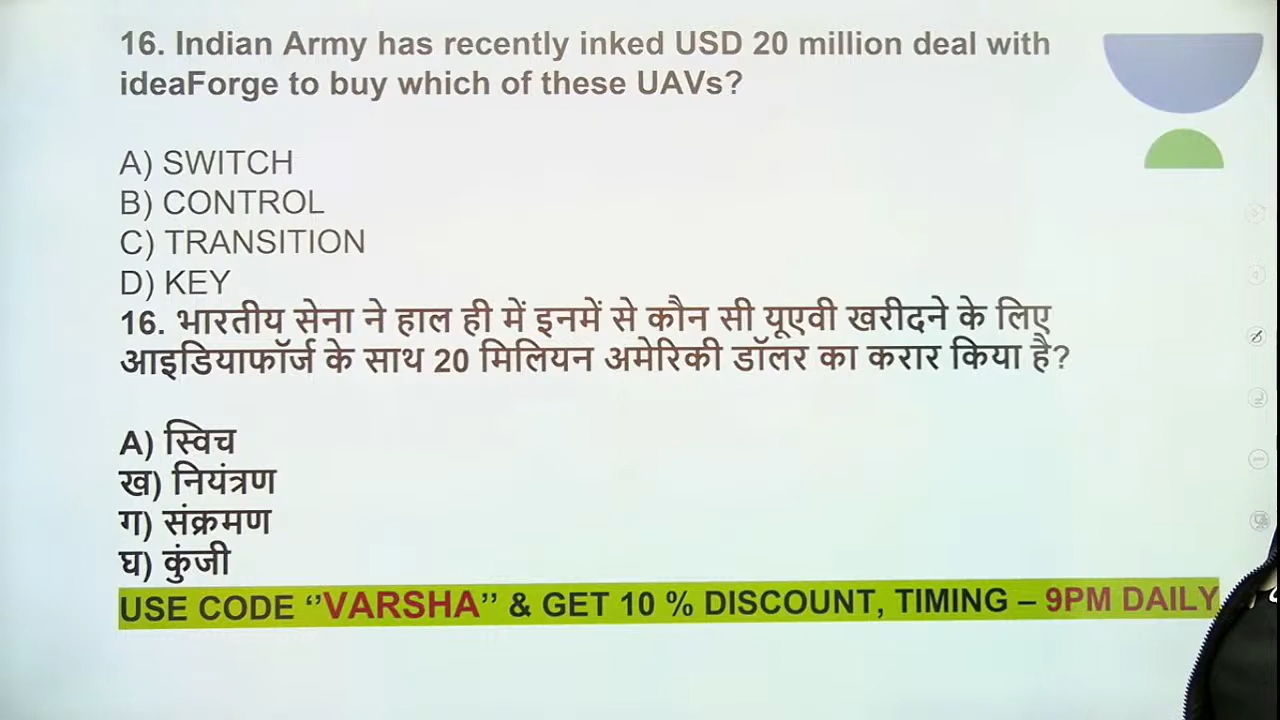 16. Indian Army has recently inked USD 20 million deal with
ideaForge to buy which of these UAVs?
A) SWITCH
B) CONTROL
C) TRANSITION
D) KEY
16. भारतीय सेना ने हाल ही में इनमें से कौन सी यूएवी खरीदने के लिए
आइडियाफॉर्ज के साथ 20 मिलियन अमेरिकी डॉलर का करार किया है?
A) स्विच
ख) नियंत्रण
ग) संक्रमण
घ) कुंजी
USE CODE ‘’VARSHA’’ & GET 10 % DISCOUNT, TIMING – 9PM DAILY